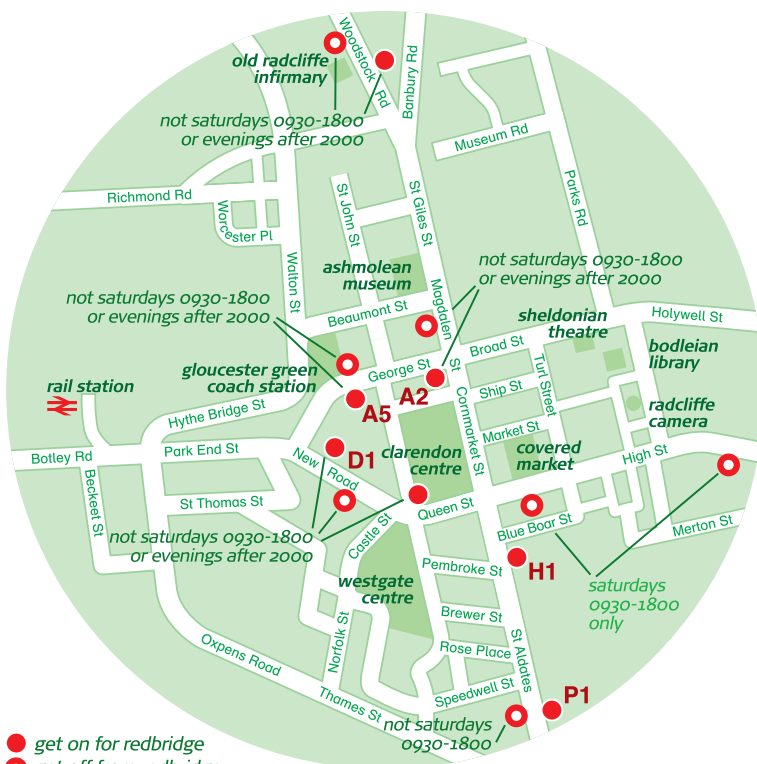 Woodstock Rd
Banbury Rd
old radcliffe
infirmary
not saturdays 0930-1800
or evenings after 2000
Museum Rd
Richmond Rd
Worcester Pl
St John St
St Giles St
Parks Rd
Walton St
ashmolean
museum
Magdalen St
not saturdays 0930-1800
or evenings after 2000
not saturdays 0930-1800
or evenings after 2000
Beaumont St
sheldonian
theatre
Holywell St
bodleian
library
Broad St
gloucester green
coach station
George St
Turl Street
rail station
A5
A2
Ship St
Cornmarket St
radcliffe
camera
Hythe Bridge St
Market St
covered
market
Botley Rd
Park End St
D1
New Road
clarendon
centre
High St
Beckeet St
St Thomas St
Queen St
Blue Boar St
Merton St
not saturdays 0930-1800
or evenings after 2000
Castle St
Pembroke St
H1
westgate
centre
saturdays
0930-1800
only
Brewer St
Norfolk St
Rose Place
St Aldates
Oxpens Road
Speedwell St
P1
Thames St
not saturdays
0930-1800
get on for redbridge